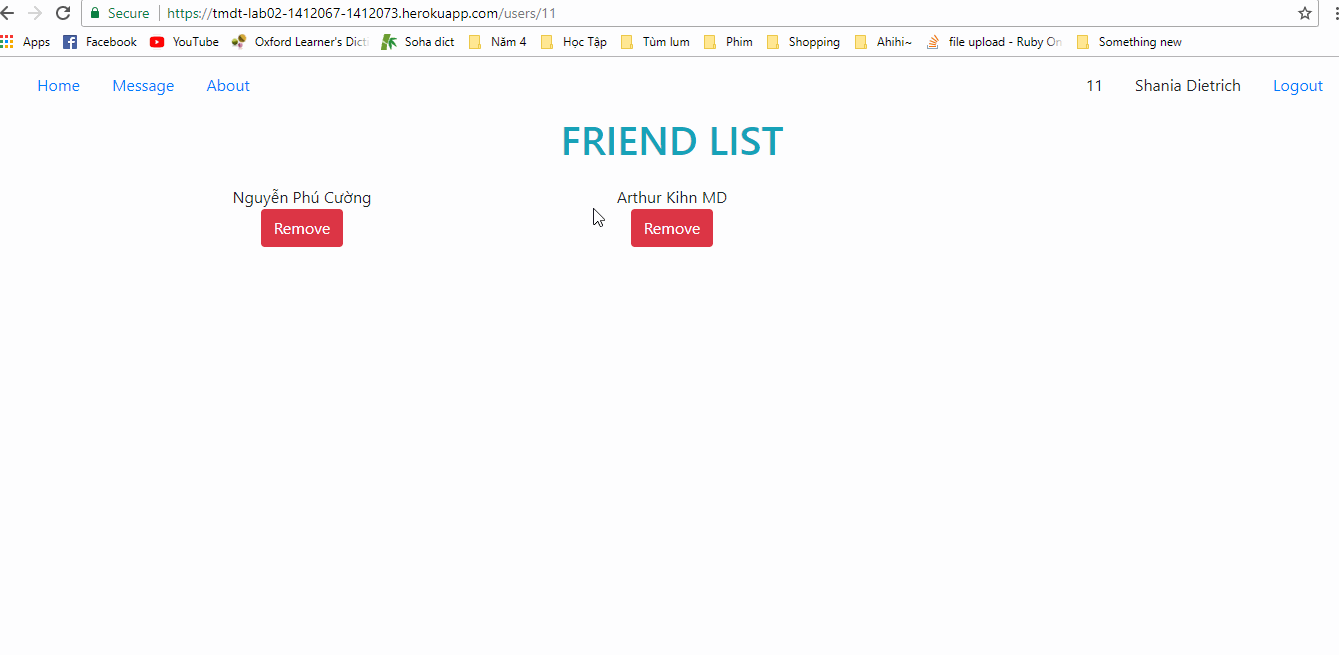 Secure https://tmdt-lab02-1412067-1412073.herokuapp.com/users/11
Apps Facebook YouTube Oxford Learner's Dicti Soha dict Năm 4 Học Tập Tùm lum Phim Shopping Ahihi~ file upload - Ruby On Something new
Home Message About 11 Shania Dietrich Logout
FRIEND LIST
Nguyễn Phú Cường Arthur Kihn MD
Remove Remove